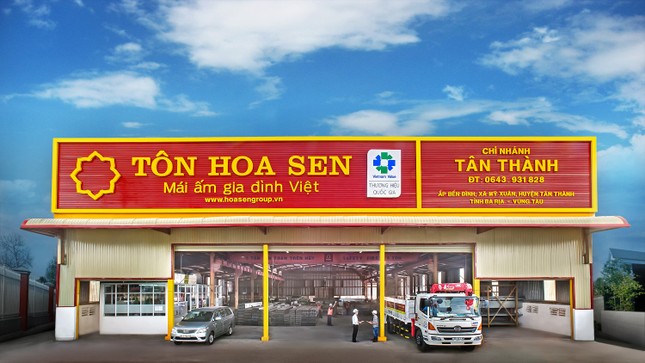 TÔN HOA SEN
Mái ấm gia đình Việt
www.hoasengroup.vn
Vietnam Value
THƯƠNG HIỆU
QUỐC GIA
CHI NHÁNH
TÂN THÀNH
ĐT: 0643 .931828
ẤP BẾN ĐÌNH, XÃ MỸ XUÂN, HUYỆN TÂN THÀNH
TỈNH BÀ RỊA – VŨNG TÀU